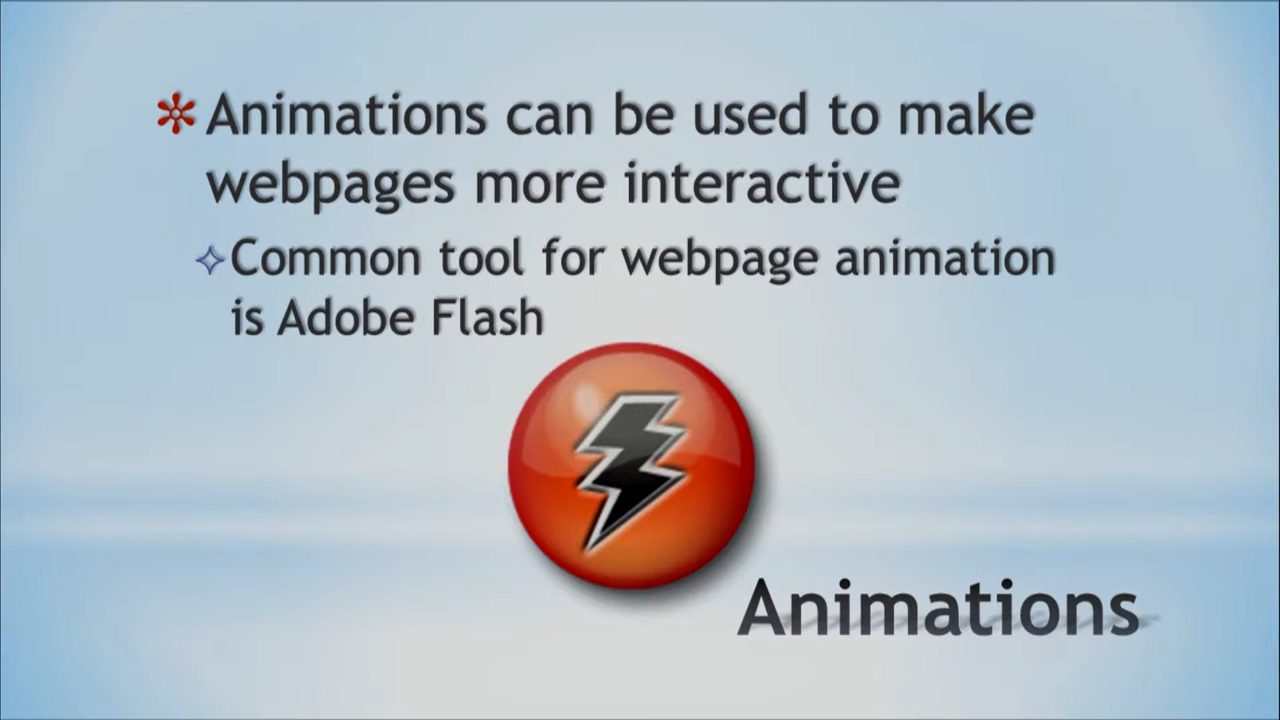 Animations can be used to make
webpages more interactive
Common tool for webpage animation
is Adobe Flash
Animations